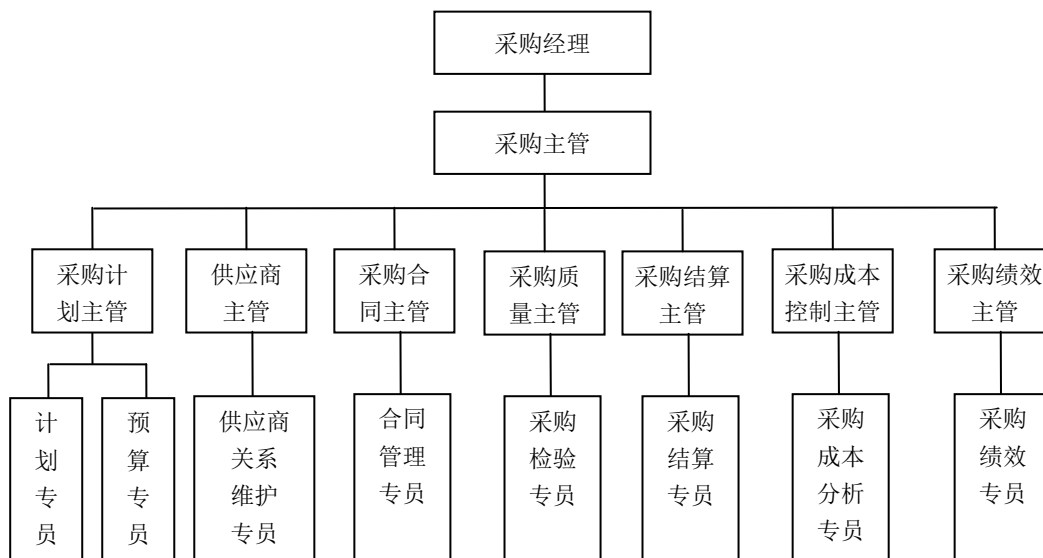 采购经理
采购主管
采购计
划主管
供应商
主管
采购合
同主管
采购质
量主管
采购结算
主管
采购成本
控制主管
采购绩效
主管
计
划
专
员
预
算
专
员
供应商
关系
维护
专员
合同
管理
专员
采购
检验
专员
采购
结算
专员
采购
成本
分析
专员
采购
绩效
专员